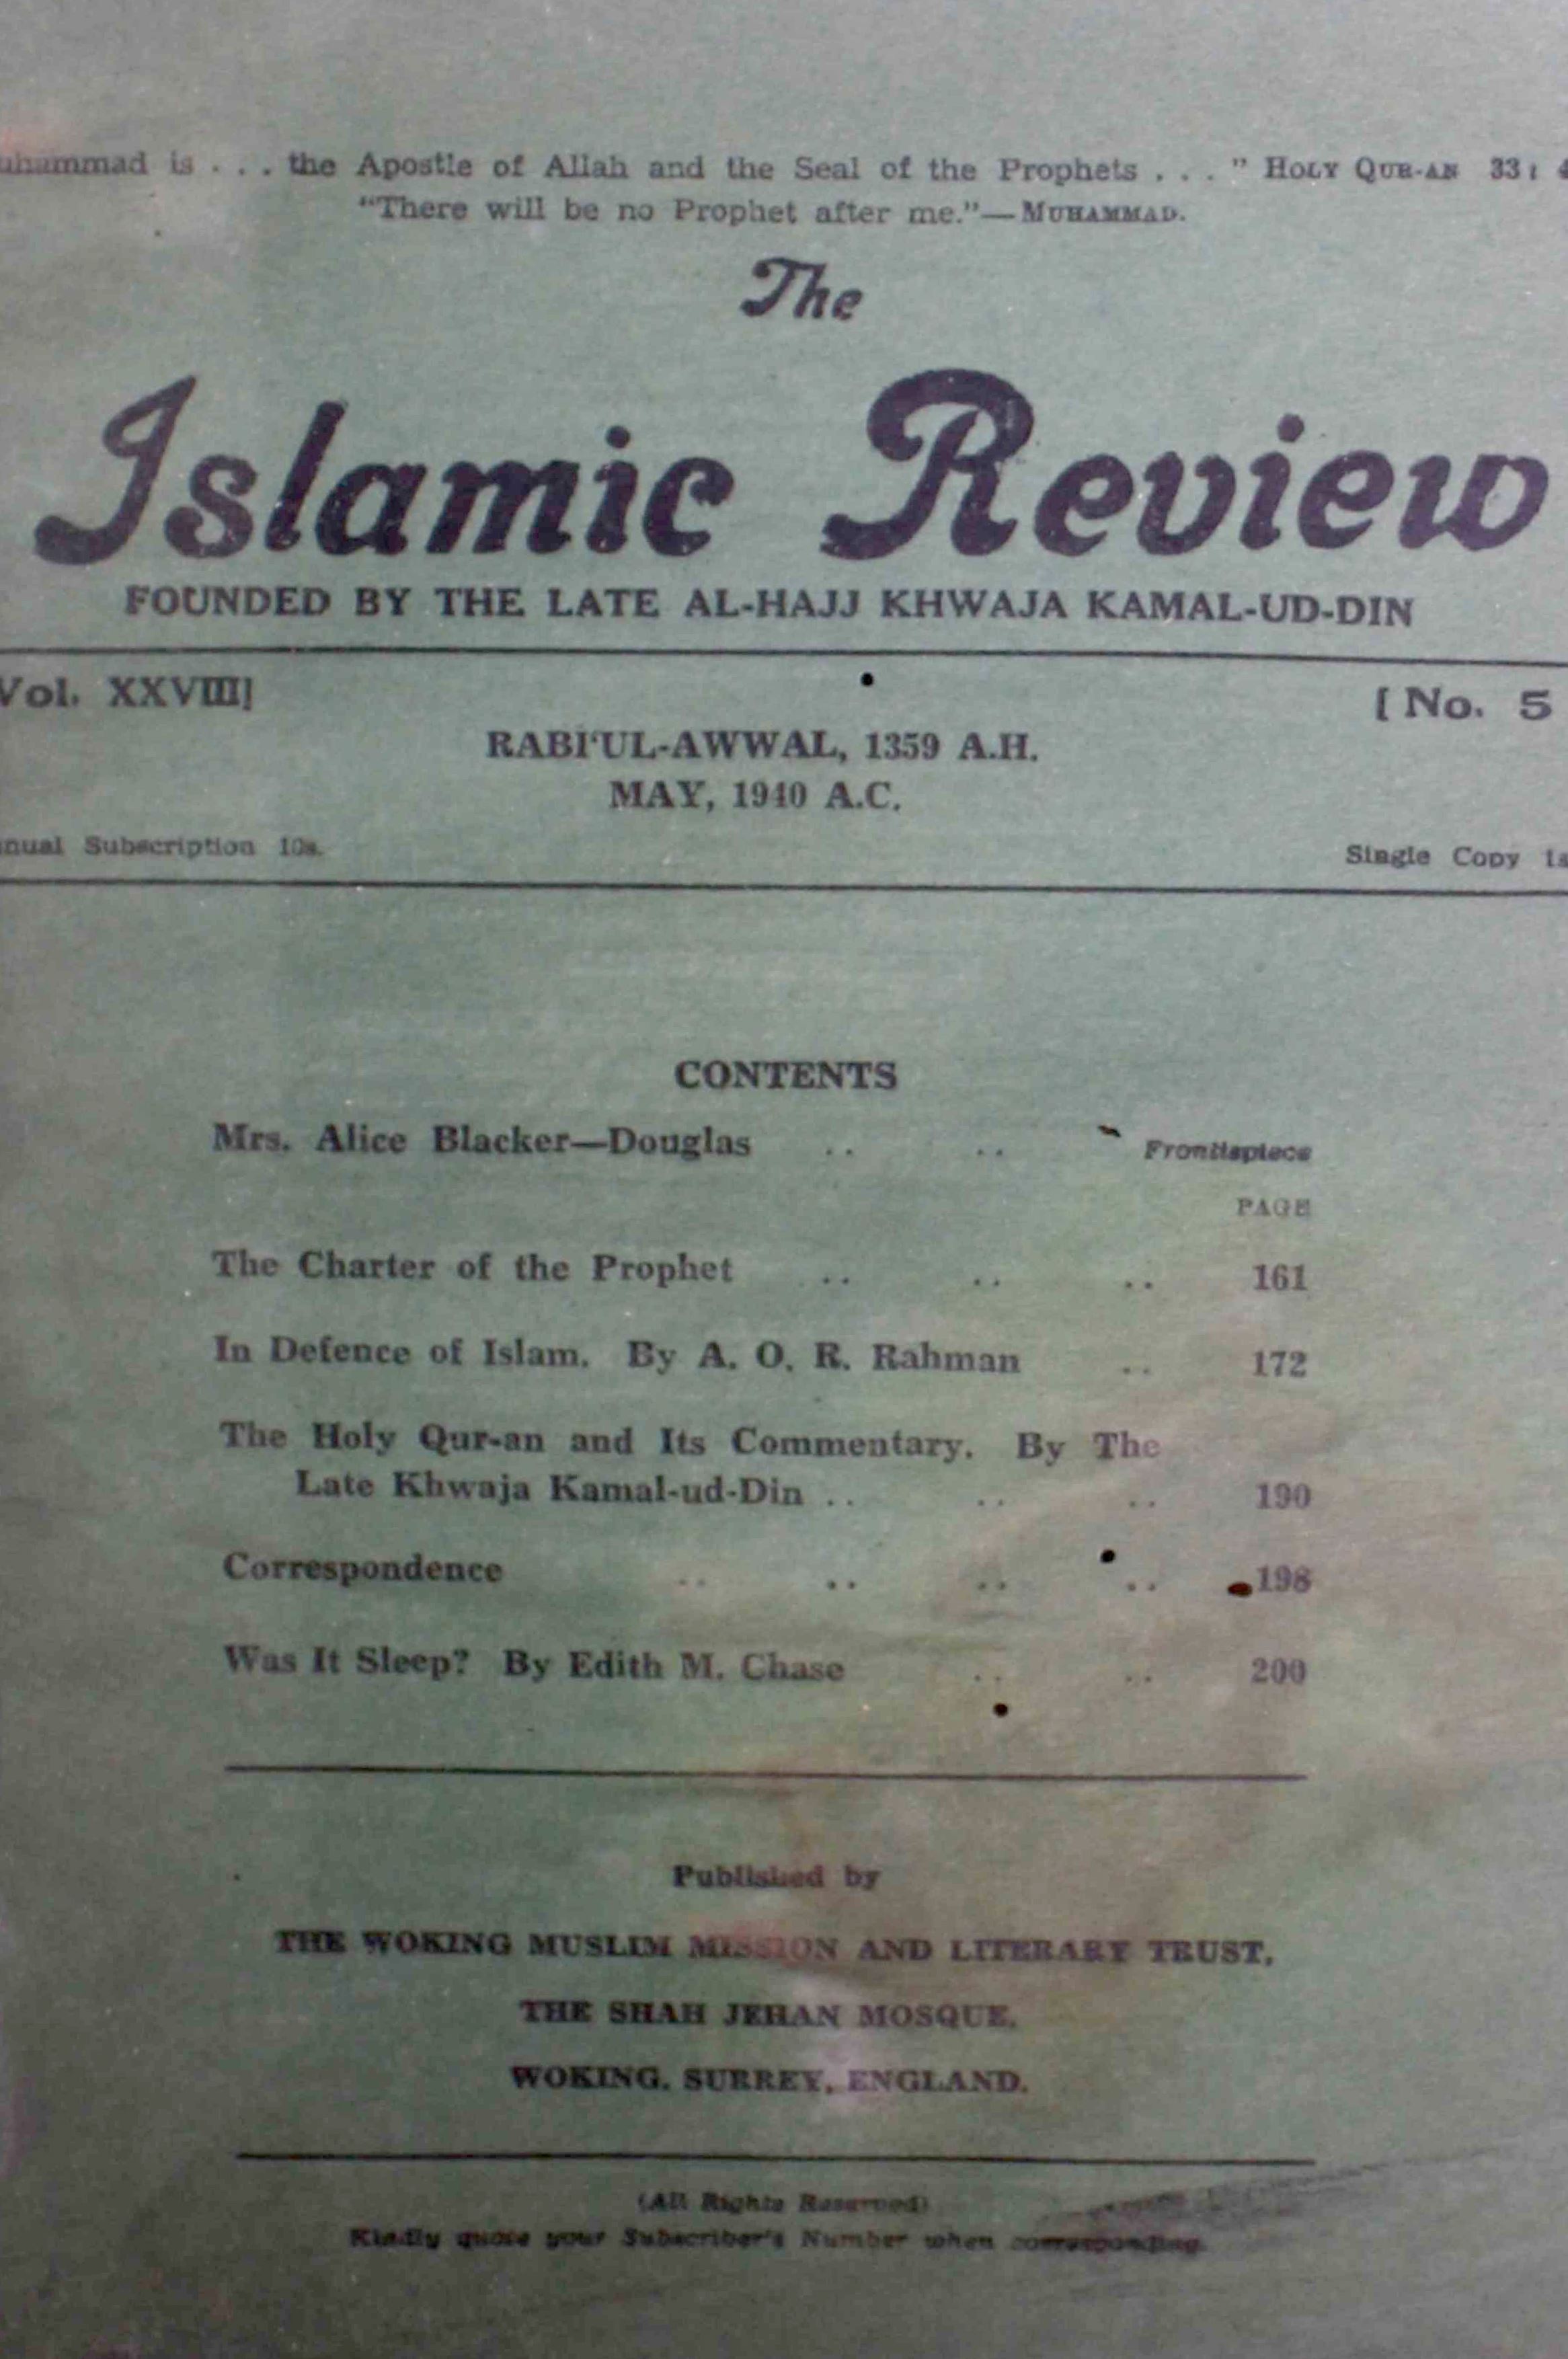 uhammad is . . . the Apostle of Allah and the Seal of the Prophets . . . " HOLY QUR-AN 33:
"There will be no Prophet after me."—MUHAMMAD.
The
Islamic Review
FOUNDED BY THE LATE AL-HAJJ KHWAJA KAMAL-UD-DIN
Vol. XXVIII] [ No. 5
RABI‘UL-AWWAL, 1359 A.H.
MAY, 1940 A.C.
nual Subscription 10s. Single Copy 1s
CONTENTS
Mrs. Alice Blacker—Douglas .. .. Frontispiece
PAGE
The Charter of the Prophet .. .. .. 161
In Defence of Islam. By A. O. R. Rahman .. 172
The Holy Qur-an and Its Commentary. By The
Late Khwaja Kamal-ud-Din .. .. .. 190
Correspondence .. .. .. .. 198
Was It Sleep? By Edith M. Chase .. .. 200
Published by
THE WOKING MUSLIM MISSION AND LITERARY TRUST,
THE SHAH JEHAN MOSQUE,
WOKING, SURREY, ENGLAND.
(All Rights Reserved)
Kindly quote your Subscriber's Number when corresponding.